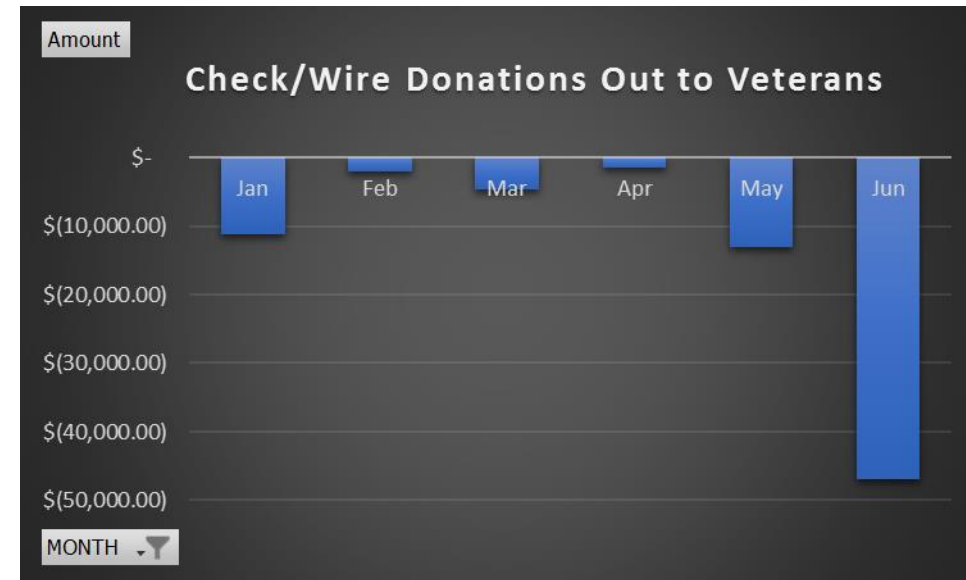 Amount
Check/Wire Donations Out to Veterans
$-
Jan Feb Mar Apr May Jun
$(10,000.00)
$(20,000.00)
$(30,000.00)
$(40,000.00)
$(50,000.00)
MONTH